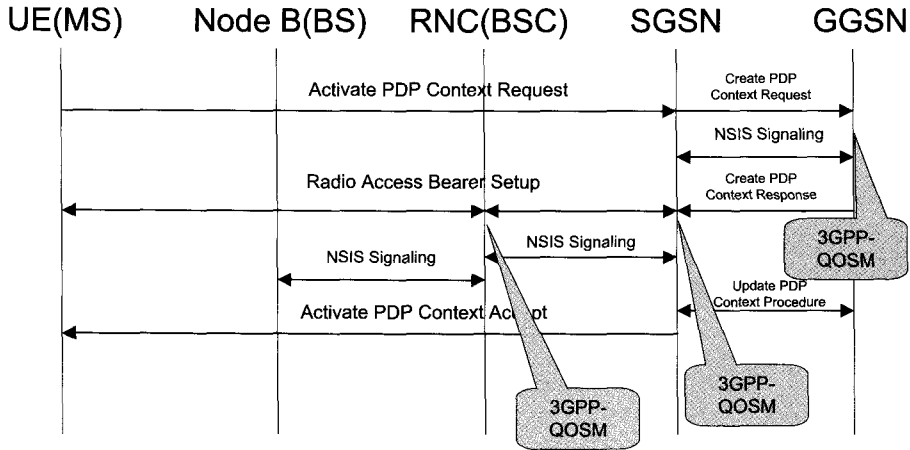 UE(MS) Node B(BS) RNC(BSC) SGSN GGSN
Activate PDP Context Request
Create PDP
Context Request
NSIS Signaling
Radio Access Bearer Setup
Create PDP
Context Response
3GPP-
QOSM
NSIS Signaling
NSIS Signaling
Update PDP
Context Procedure
Activate PDP Context Accept
3GPP-
QOSM
3GPP-
QOSM